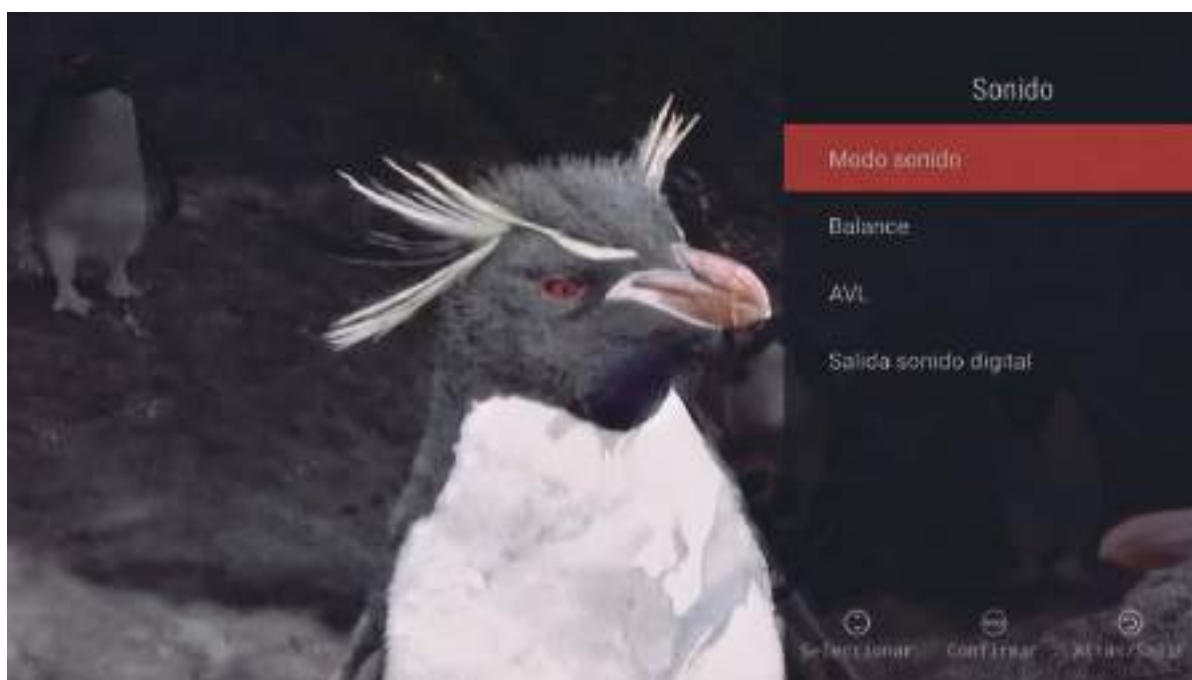 Sonido
Modo sonido
Balance
AVL
Salida sonido digital
Seleccionar
Confirmar
Atrás/Salir